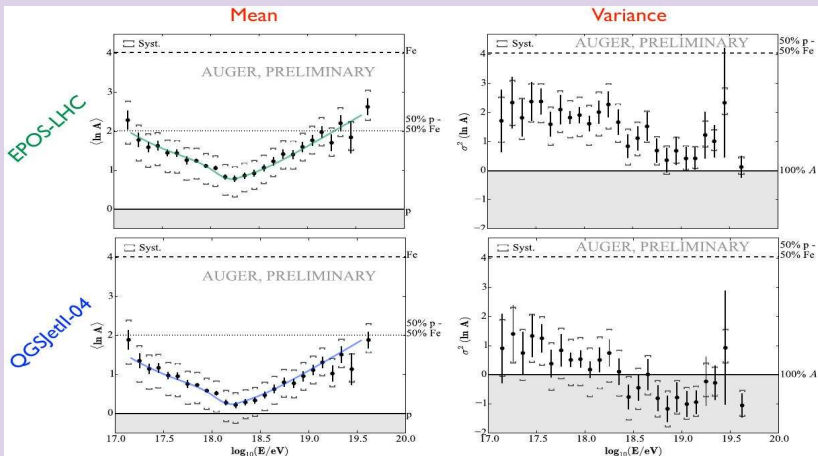 Mean
Variance
EPOS-LHC
Syst.
AUGER, PRELIMINARY
Fe
50% p -
50% Fe
p
⟨ln A⟩
4
3
2
1
0
Syst.
AUGER, PRELIMINARY
50% p -
50% Fe
100% A
σ² (ln A)
4
3
2
1
0
−1
−2
QGSJetII-04
Syst.
AUGER, PRELIMINARY
Fe
50% p -
50% Fe
p
⟨ln A⟩
4
3
2
1
0
17.0 17.5 18.0 18.5 19.0 19.5 20.0
log₁₀(E/eV)
Syst.
AUGER, PRELIMINARY
50% p -
50% Fe
100% A
σ² (ln A)
4
3
2
1
0
−1
−2
17.0 17.5 18.0 18.5 19.0 19.5 20.0
log₁₀(E/eV)